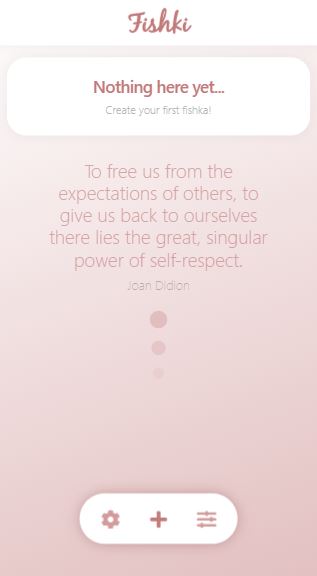 Fishki
Nothing here yet...
Create your first fishka!
To free us from the
expectations of others, to
give us back to ourselves
there lies the great, singular
power of self-respect.
Joan Didion